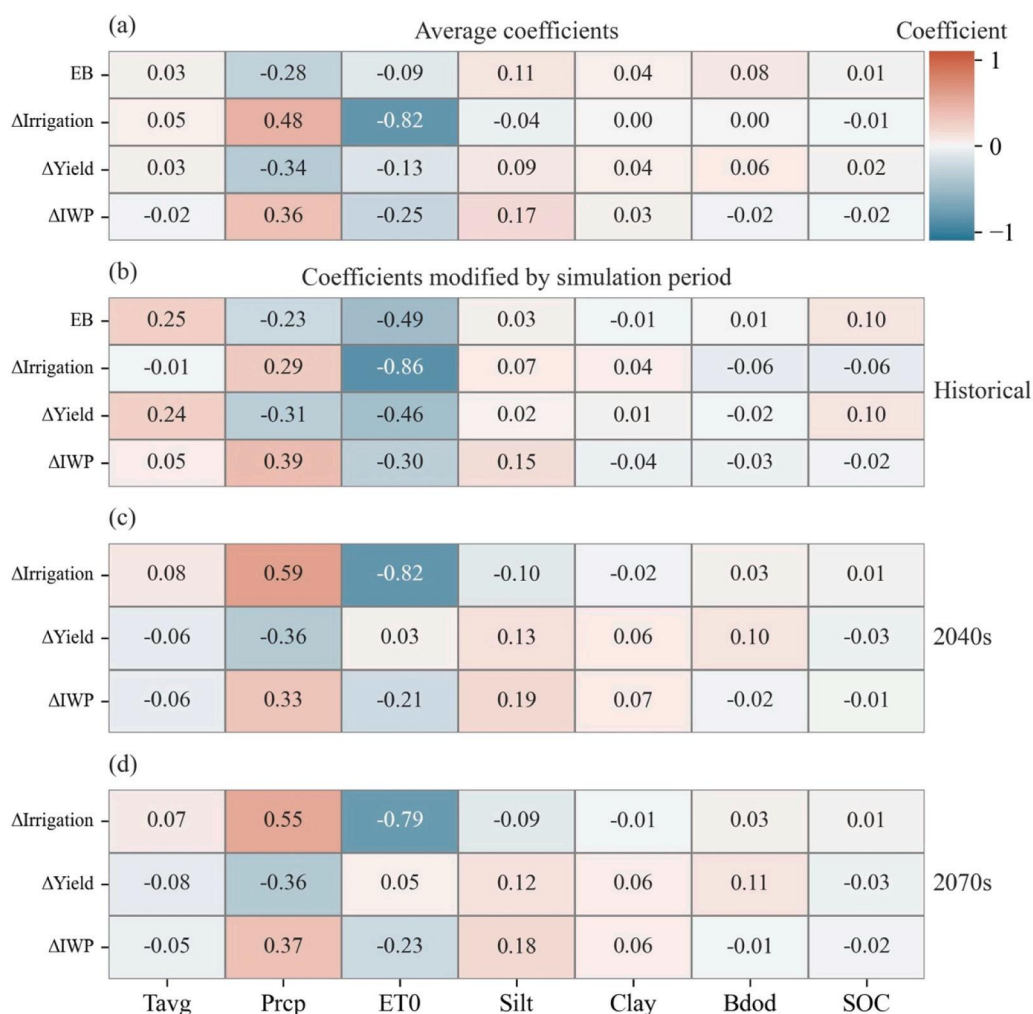 (a)
Average coefficients
Coefficient
EB 0.03 -0.28 -0.09 0.11 0.04 0.08 0.01
ΔIrrigation 0.05 0.48 -0.82 -0.04 0.00 0.00 -0.01
ΔYield 0.03 -0.34 -0.13 0.09 0.04 0.06 0.02
ΔIWP -0.02 0.36 -0.25 0.17 0.03 -0.02 -0.02
1
0
−1
(b)
Coefficients modified by simulation period
EB 0.25 -0.23 -0.49 0.03 -0.01 0.01 0.10
ΔIrrigation -0.01 0.29 -0.86 0.07 0.04 -0.06 -0.06
ΔYield 0.24 -0.31 -0.46 0.02 0.01 -0.02 0.10
ΔIWP 0.05 0.39 -0.30 0.15 -0.04 -0.03 -0.02
Historical
(c)
ΔIrrigation 0.08 0.59 -0.82 -0.10 -0.02 0.03 0.01
ΔYield -0.06 -0.36 0.03 0.13 0.06 0.10 -0.03
ΔIWP -0.06 0.33 -0.21 0.19 0.07 -0.02 -0.01
2040s
(d)
ΔIrrigation 0.07 0.55 -0.79 -0.09 -0.01 0.03 0.01
ΔYield -0.08 -0.36 0.05 0.12 0.06 0.11 -0.03
ΔIWP -0.05 0.37 -0.23 0.18 0.06 -0.01 -0.02
2070s
Tavg Prcp ET0 Silt Clay Bdod SOC